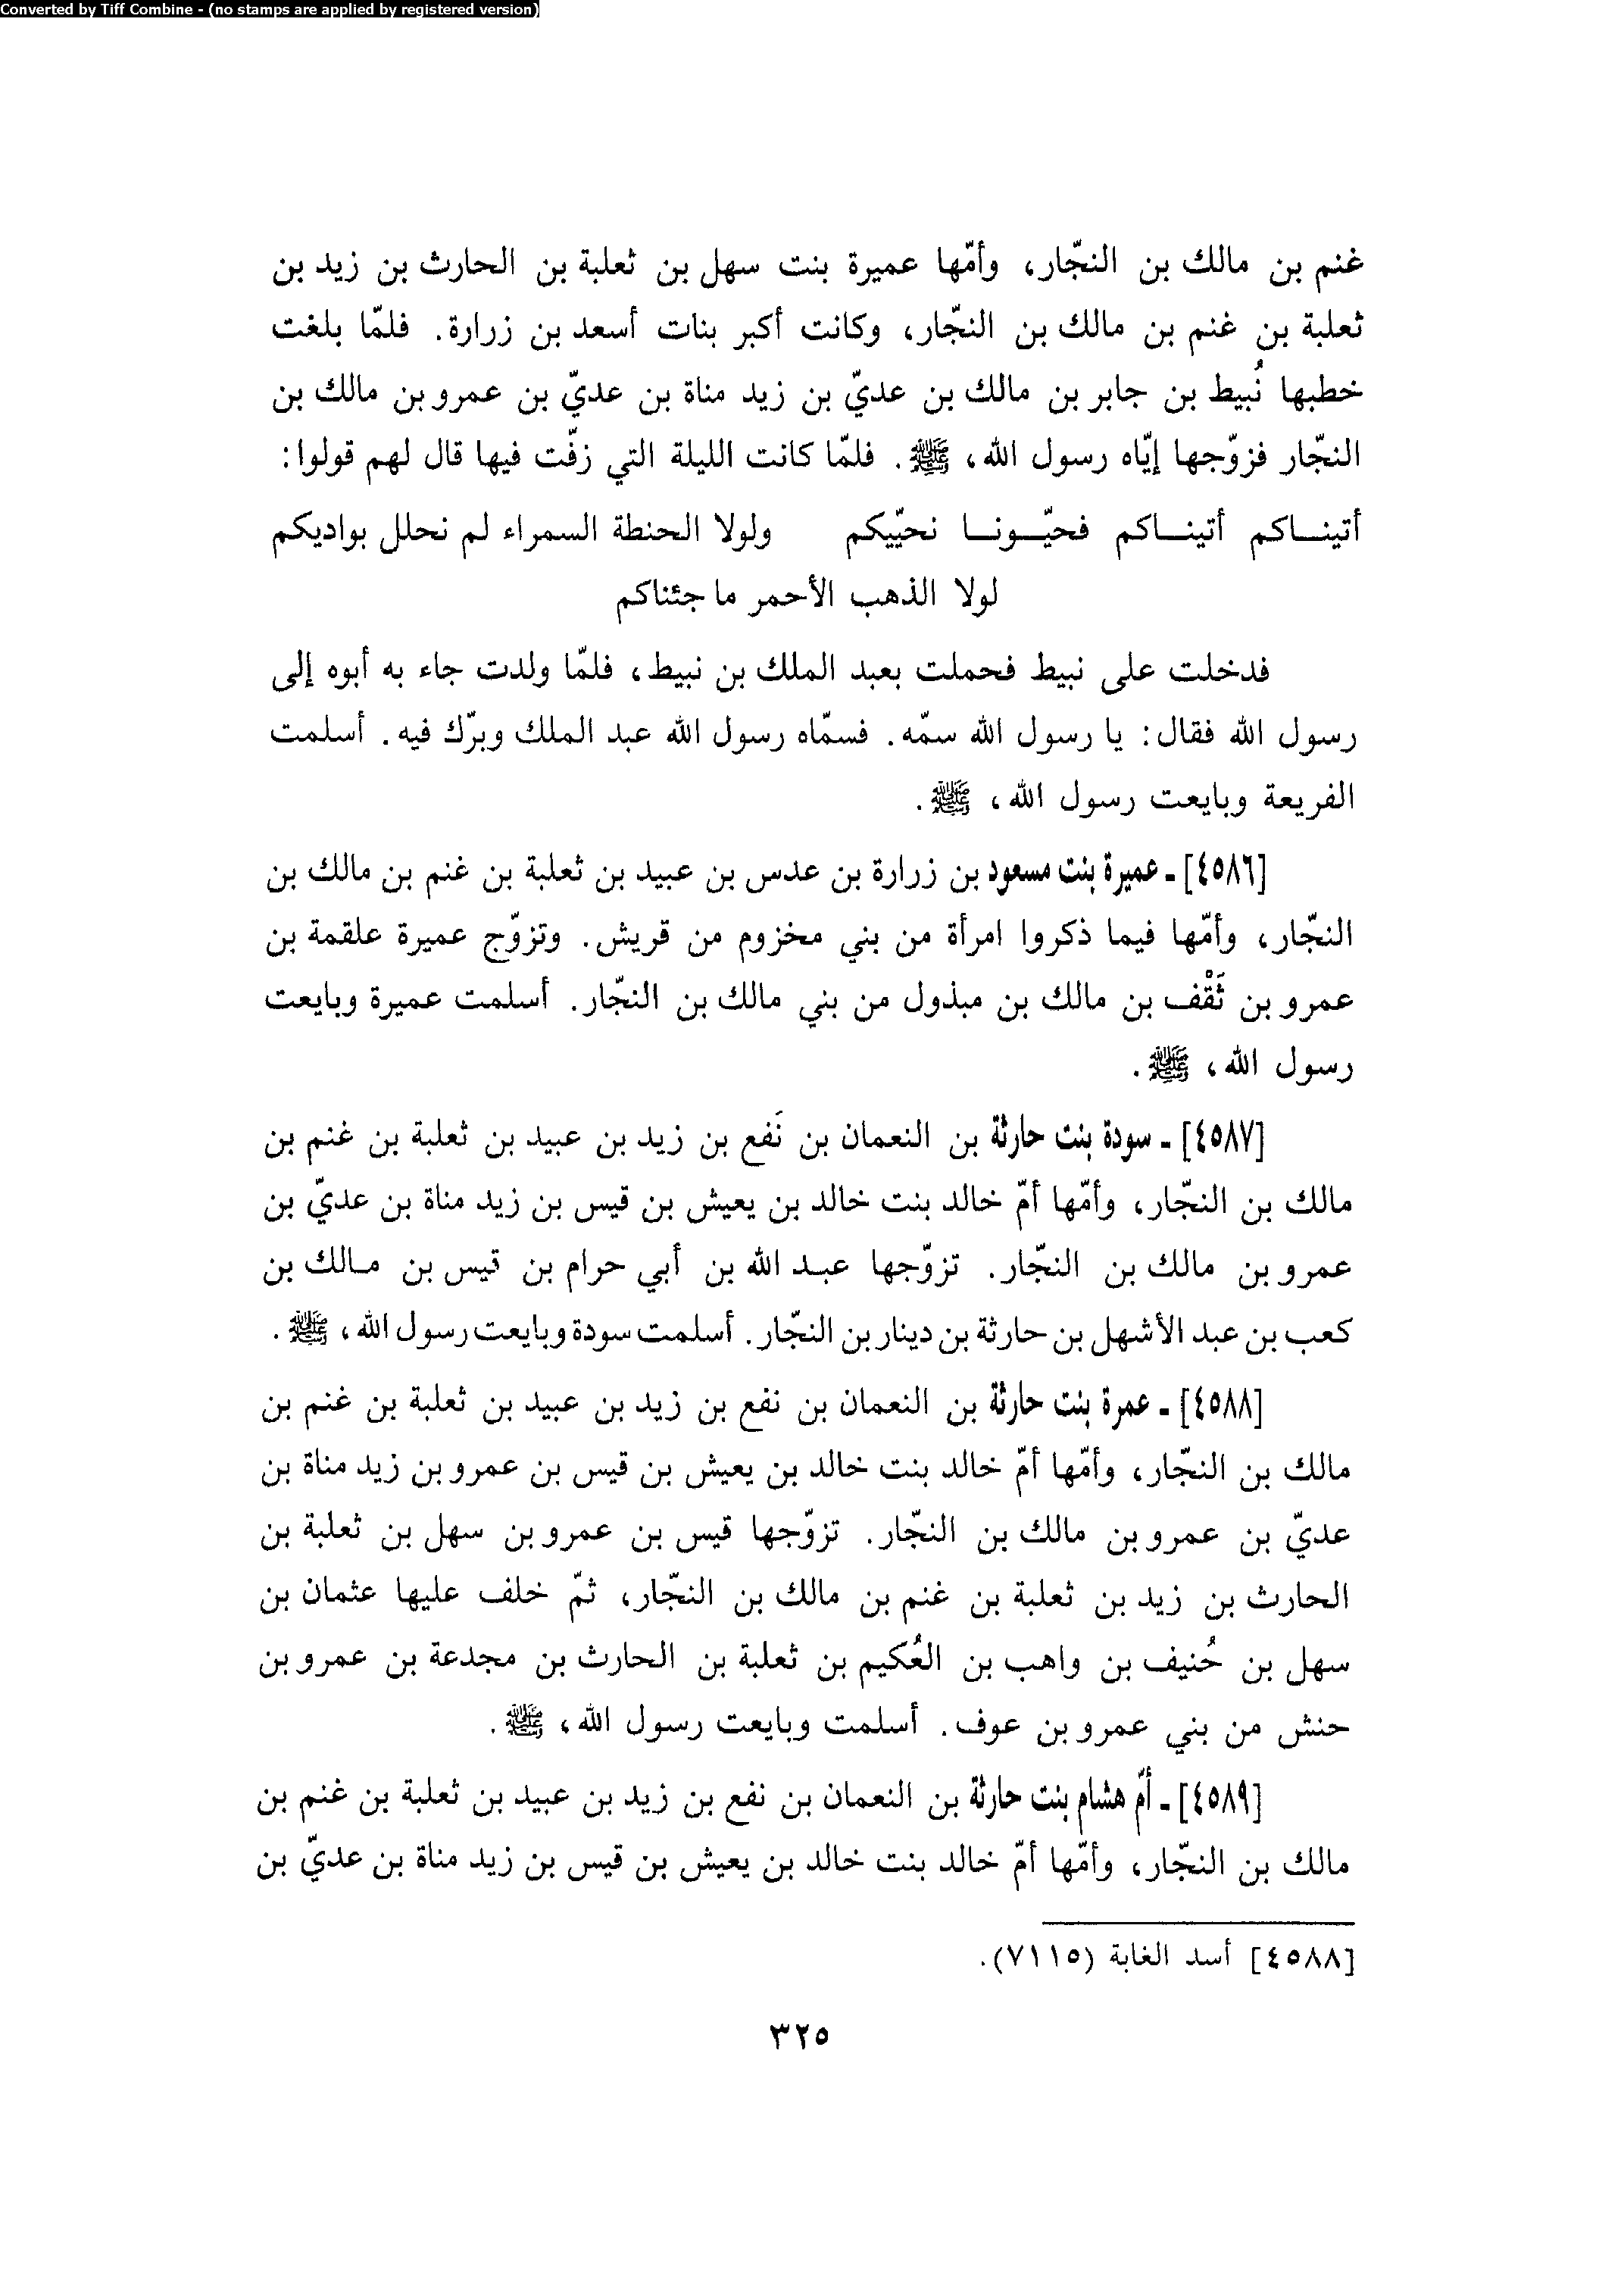 Converted by Tiff Combine - (no stamps are applied by registered version)
غنم بن مالك بن النجّار، وأمّها عميرة بنت سهل بن ثعلبة بن الحارث بن زيد بن
ثعلبة بن غنم بن مالك بن النجّار، وكانت أكبر بنات أسعد بن زرارة. فلمّا بلغت
خطبها نُبيط بن جابر بن مالك بن عديّ بن زيد مناة بن عديّ بن عمرو بن مالك بن
النجّار فزوّجها إيّاه رسول الله، ﷺ. فلمّا كانت الليلة التي زفّت فيها قال لهم قولوا:
أتينـاكم أتينـاكم فحيّـونـا نحيّيكم ولولا الحنطة السمراء لم نحلل بواديكم
لولا الذهب الأحمر ما جئناكم
فدخلت على نبيط فحملت بعبد الملك بن نبيط، فلمّا ولدت جاء به أبوه إلى
رسول الله فقال: يا رسول الله سمّه. فسمّاه رسول الله عبد الملك وبرّك فيه. أسلمت
الفريعة وبايعت رسول الله، ﷺ.
[٤٥٨٦] ـ عميرة بنت مسعود بن زرارة بن عدس بن عبيد بن ثعلبة بن غنم بن مالك بن
النجّار، وأمّها فيما ذكروا امرأة من بني مخزوم من قريش. وتزوّج عميرة علقمة بن
عمرو بن ثَقْف بن مالك بن مبذول من بني مالك بن النجّار. أسلمت عميرة وبايعت
رسول الله، ﷺ.
[٤٥٨٧] ـ سودة بنت حارثة بن النعمان بن نَفع بن زيد بن عبيد بن ثعلبة بن غنم بن
مالك بن النجّار، وأمّها أمّ خالد بنت خالد بن يعيش بن قيس بن زيد مناة بن عديّ بن
عمرو بن مالك بن النجّار. تزوّجها عبـد الله بن أبي حرام بن قيس بن مـالك بن
كعب بن عبد الأشهل بن حارثة بن دينار بن النجّار. أسلمت سودة وبايعت رسول الله، ﷺ.
[٤٥٨٨] ـ عمرة بنت حارثة بن النعمان بن نفع بن زيد بن عبيد بن ثعلبة بن غنم بن
مالك بن النجّار، وأمّها أمّ خالد بنت خالد بن يعيش بن قيس بن عمرو بن زيد مناة بن
عديّ بن عمرو بن مالك بن النجّار. تزوّجها قيس بن عمرو بن سهل بن ثعلبة بن
الحارث بن زيد بن ثعلبة بن غنم بن مالك بن النجّار، ثمّ خلف عليها عثمان بن
سهل بن حُنيف بن واهب بن العُكيم بن ثعلبة بن الحارث بن مجدعة بن عمرو بن
حنش من بني عمرو بن عوف. أسلمت وبايعت رسول الله، ﷺ.
[٤٥٨٩] ـ أمّ هشام بنت حارثة بن النعمان بن نفع بن زيد بن عبيد بن ثعلبة بن غنم بن
مالك بن النجّار، وأمّها أمّ خالد بنت خالد بن يعيش بن قيس بن زيد مناة بن عديّ بن
[٤٥٨٨] أسد الغابة (٧١١٥).
٣٢٥